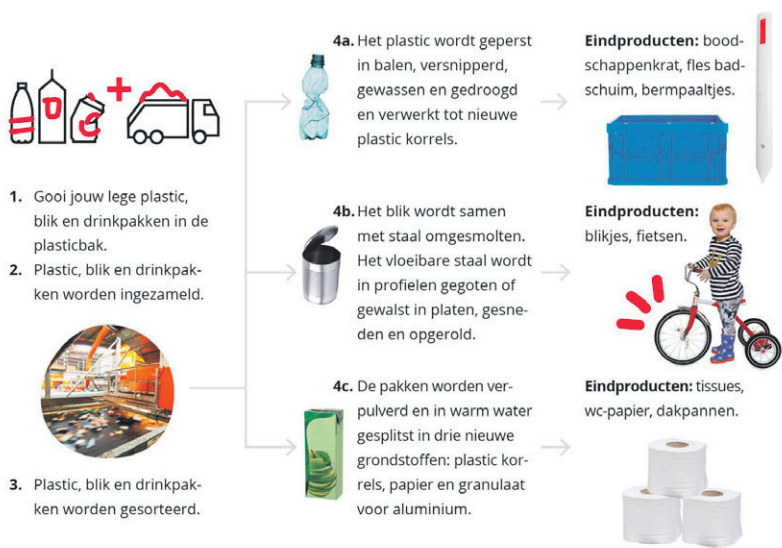 1. Gooi jouw lege plastic,
blik en drinkpakken in de
plasticbak.
2. Plastic, blik en drinkpak-
ken worden ingezameld.
3. Plastic, blik en drinkpak-
ken worden gesorteerd.
4a. Het plastic wordt geperst
in balen, versnipperd,
gewassen en gedroogd
en verwerkt tot nieuwe
plastic korrels.
Eindproducten: bood-
schappenkrat, fles bad-
schuim, bermpaaltjes.
4b. Het blik wordt samen
met staal omgesmolten.
Het vloeibare staal wordt
in profielen gegoten of
gewalst in platen, gesne-
den en opgerold.
Eindproducten:
blikjes, fietsen.
4c. De pakken worden ver-
pulverd en in warm water
gesplitst in drie nieuwe
grondstoffen: plastic kor-
rels, papier en granulaat
voor aluminium.
Eindproducten: tissues,
wc-papier, dakpannen.